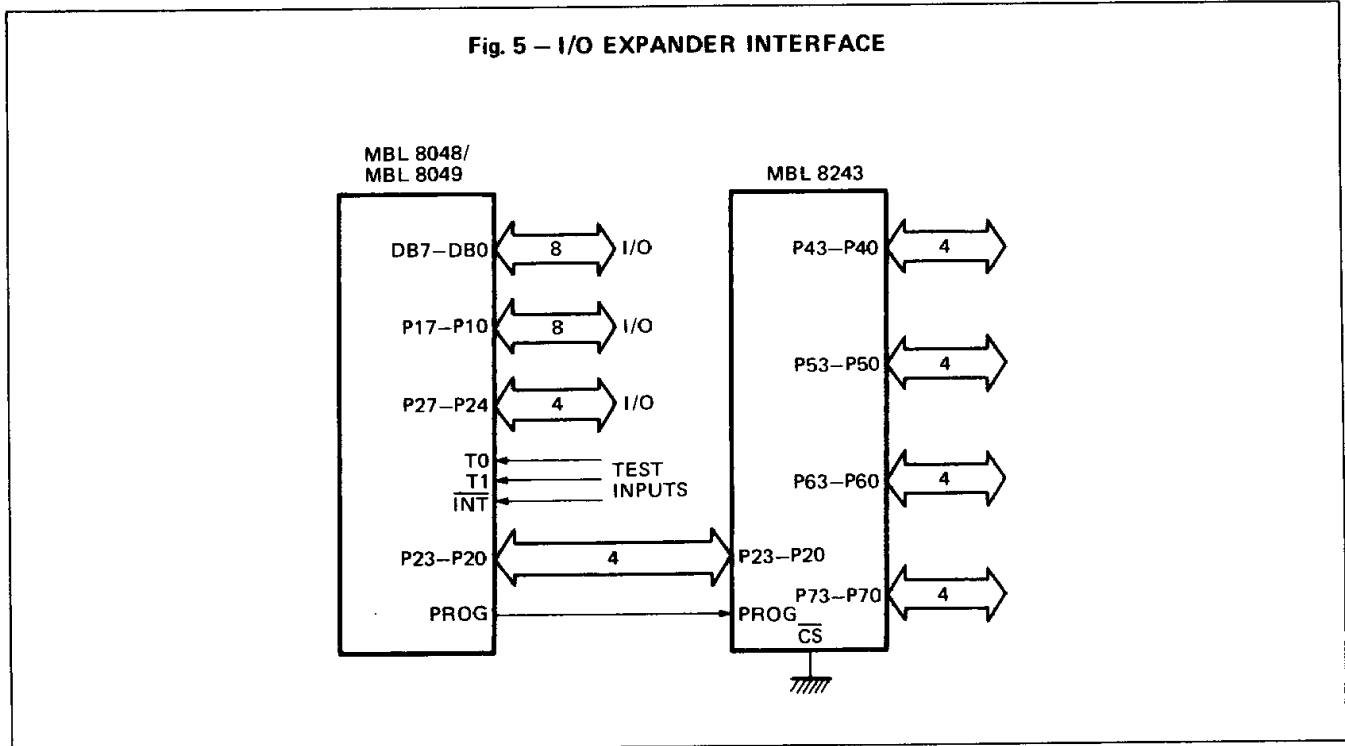 Fig. 5 — I/O EXPANDER INTERFACE
MBL 8048/
MBL 8049
DB7—DB0
8
I/O
P17—P10
8
I/O
P27—P24
4
I/O
T0
T1
INT
TEST
INPUTS
P23—P20
4
PROG
MBL 8243
P43—P40
4
P53—P50
4
P63—P60
4
P23—P20
P73—P70
4
PROG
CS